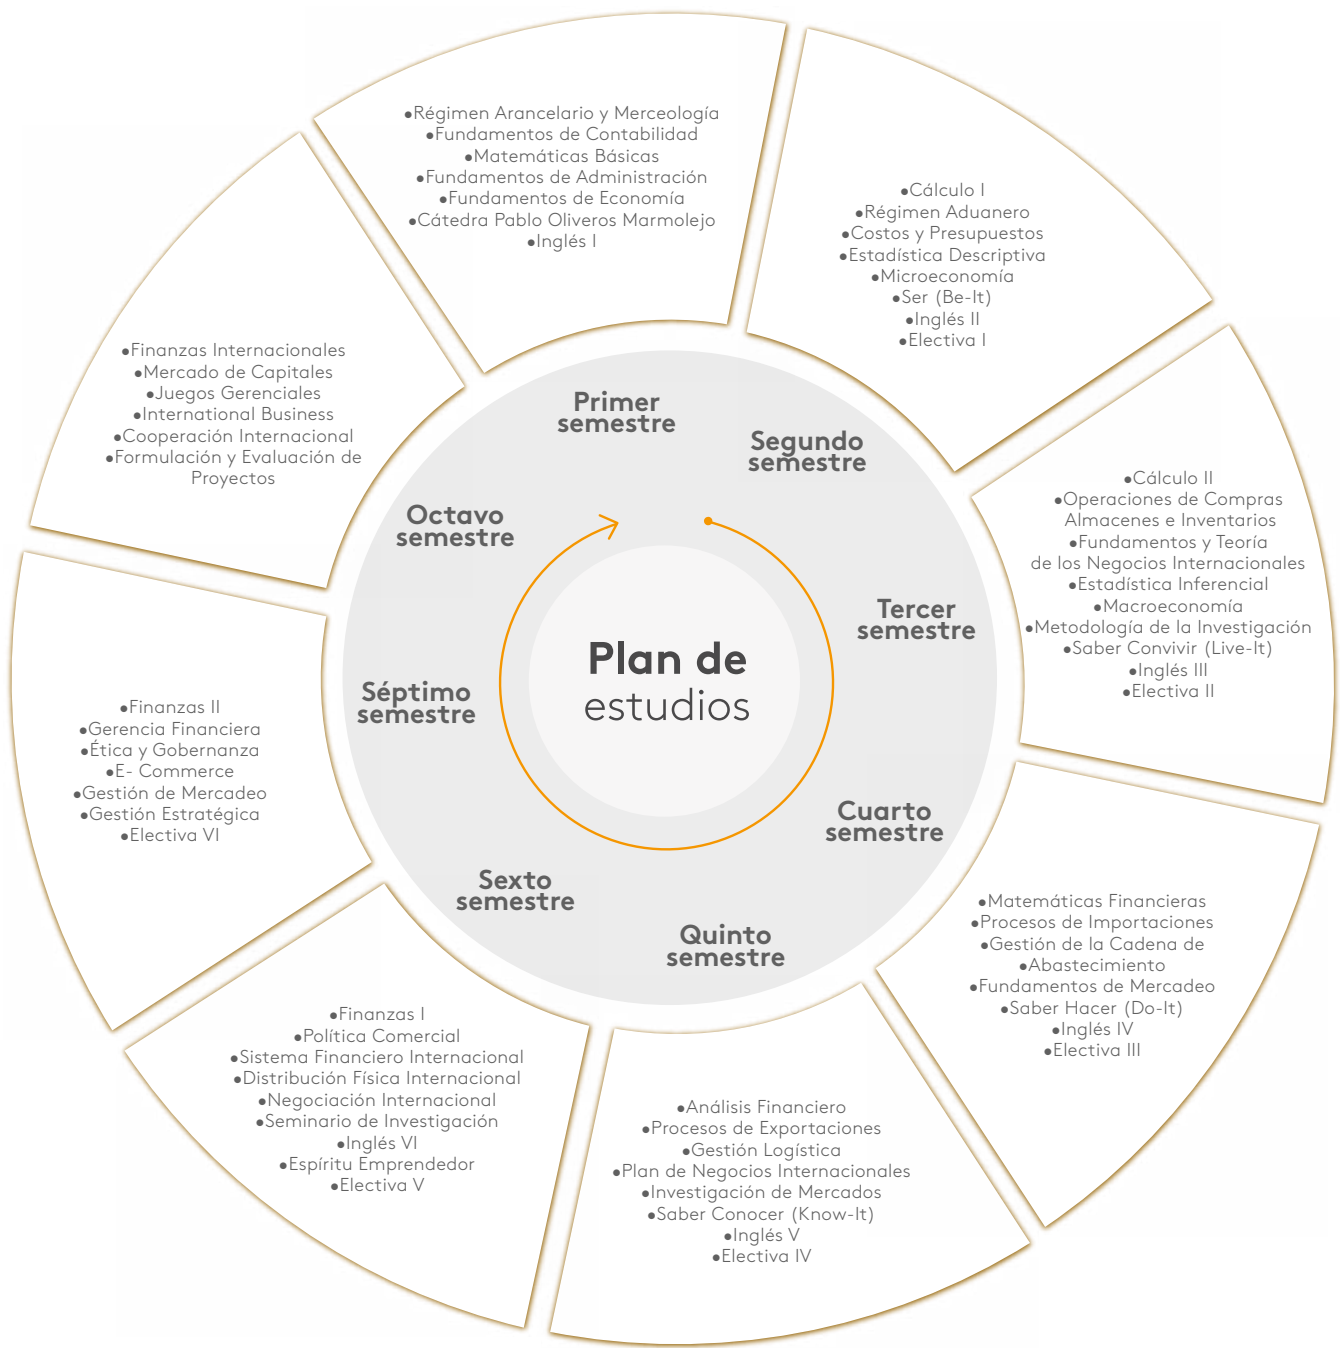 Plan de
estudios
Primer
semestre
●Régimen Arancelario y Merceología
●Fundamentos de Contabilidad
●Matemáticas Básicas
●Fundamentos de Administración
●Fundamentos de Economía
●Cátedra Pablo Oliveros Marmolejo
●Inglés I
Segundo
semestre
●Cálculo I
●Régimen Aduanero
●Costos y Presupuestos
●Estadística Descriptiva
●Microeconomía
●Ser (Be-It)
●Inglés II
●Electiva I
Tercer
semestre
●Cálculo II
●Operaciones de Compras
Almacenes e Inventarios
●Fundamentos y Teoría
de los Negocios Internacionales
●Estadística Inferencial
●Macroeconomía
●Metodología de la Investigación
●Saber Convivir (Live-It)
●Inglés III
●Electiva II
Cuarto
semestre
●Matemáticas Financieras
●Procesos de Importaciones
●Gestión de la Cadena de
●Abastecimiento
●Fundamentos de Mercadeo
●Saber Hacer (Do-It)
●Inglés IV
●Electiva III
Quinto
semestre
●Análisis Financiero
●Procesos de Exportaciones
●Gestión Logística
●Plan de Negocios Internacionales
●Investigación de Mercados
●Saber Conocer (Know-It)
●Inglés V
●Electiva IV
Sexto
semestre
●Finanzas I
●Política Comercial
●Sistema Financiero Internacional
●Distribución Física Internacional
●Negociación Internacional
●Seminario de Investigación
●Inglés VI
●Espíritu Emprendedor
●Electiva V
Séptimo
semestre
●Finanzas II
●Gerencia Financiera
●Ética y Gobernanza
●E- Commerce
●Gestión de Mercadeo
●Gestión Estratégica
●Electiva VI
Octavo
semestre
●Finanzas Internacionales
●Mercado de Capitales
●Juegos Gerenciales
●International Business
●Cooperación Internacional
●Formulación y Evaluación de
Proyectos